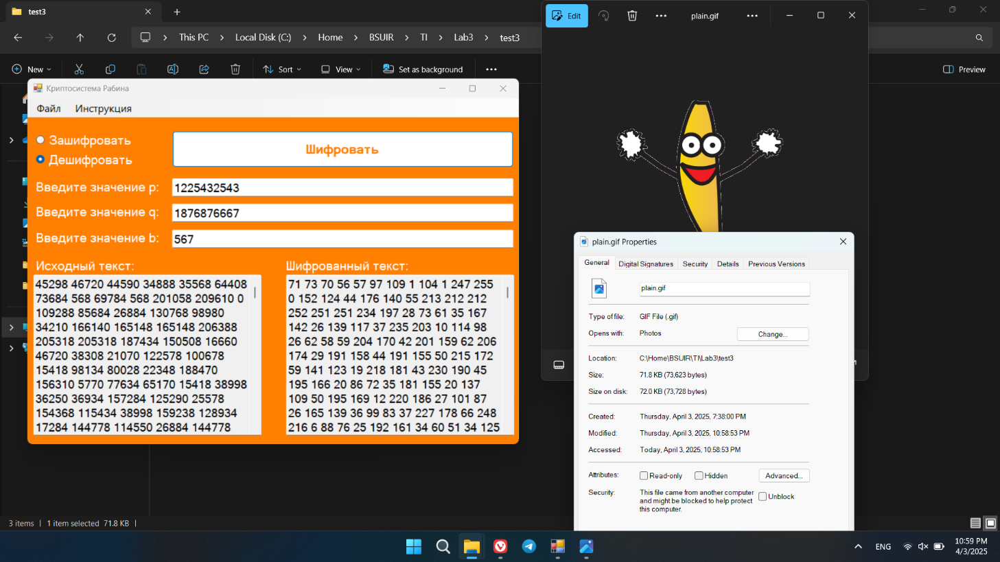 test3
Edit
plain.gif
This PC
Local Disk (C:)
Home
BSUIR
TI
Lab3
test3
New
Sort
View
Set as background
Preview
Криптосистема Рабина
Файл Инструкция
Зашифровать
Дешифровать
Шифровать
Введите значение p: 1225432543
Введите значение q: 1876876667
Введите значение b: 567
Исходный текст:
45298 46720 44590 34888 35568 64408
73684 568 69784 568 201058 209610 0
109288 85684 26884 130768 98980
34210 166140 165148 165148 206388
205318 205318 187434 150508 16660
46720 38308 21070 122578 100678
15418 98134 80028 22348 188470
156310 5770 77634 65170 15418 38998
36250 36934 157284 125290 25578
154368 115434 38998 159238 128934
17284 144778 114550 26884 144778
Шифрованный текст:
71 73 70 56 57 97 109 1 104 1 247 255
0 152 124 44 176 140 55 213 212 212
252 251 251 234 197 28 73 61 35 167
142 26 139 117 37 235 203 10 114 98
26 62 58 59 204 170 42 201 159 62 206
174 29 191 158 44 191 155 50 215 172
59 141 123 19 218 181 43 230 190 45
195 166 20 86 72 35 181 155 20 137
109 50 195 169 12 220 186 27 101 87
26 165 139 36 99 83 37 227 178 66 248
216 6 88 76 25 192 161 34 60 51 34 125
plain.gif Properties
General
Digital Signatures
Security
Details
Previous Versions
plain.gif
Type of file: GIF File (.gif)
Opens with: Photos
Change...
Location: C:\Home\BSUIR\TI\Lab3\test3
Size: 71.8 KB (73,623 bytes)
Size on disk: 72.0 KB (73,728 bytes)
Created: Thursday, April 3, 2025, 7:38:00 PM
Modified: Thursday, April 3, 2025, 10:58:53 PM
Accessed: Today, April 3, 2025, 10:58:53 PM
Attributes: Read-only Hidden Advanced...
Security: This file came from another computer
and might be blocked to help protect
this computer.
Unblock
3 items 1 item selected 71.8 KB
ENG
10:59 PM
4/3/2025